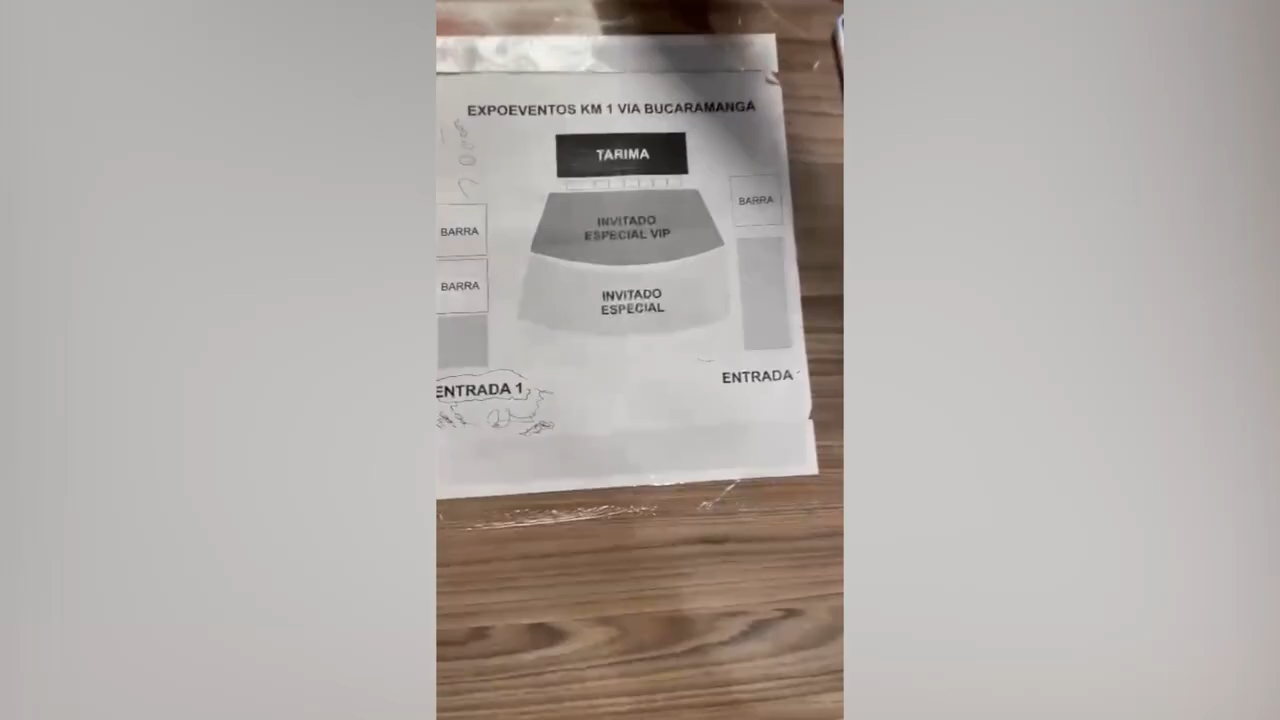 EXPOEVENTOS KM 1 VIA BUCARAMANGA
TARIMA
INVITADO
ESPECIAL VIP
INVITADO
ESPECIAL
BARRA
BARRA
BARRA
ENTRADA 1
ENTRADA